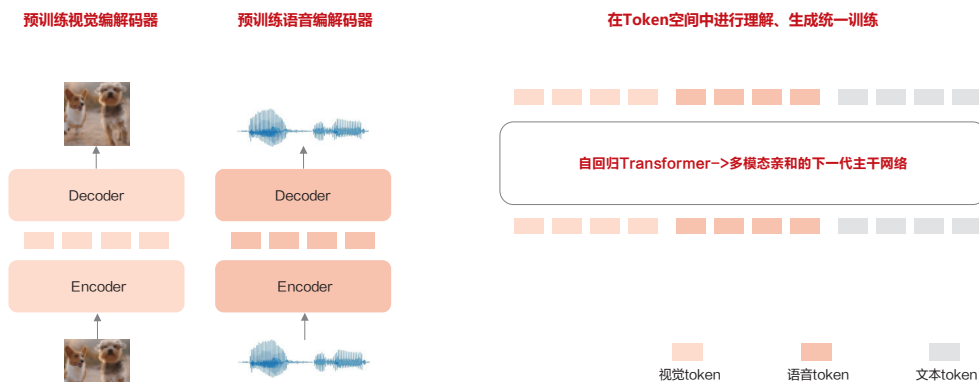 预训练视觉编解码器
预训练语音编解码器
在Token空间中进行理解、生成统一训练
Decoder
Decoder
自回归Transformer->多模态亲和的下一代主干网络
Encoder
Encoder
视觉token
语音token
文本token